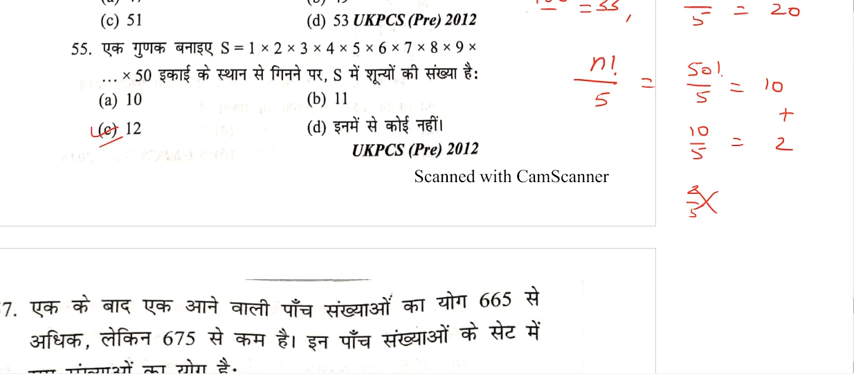 (c) 51 (d) 53 UKPCS (Pre) 2012
55. एक गुणक बनाइए S = 1 × 2 × 3 × 4 × 5 × 6 × 7 × 8 × 9 ×
... × 50 इकाई के स्थान से गिनने पर, S में शून्यों की संख्या है:
(a) 10 (b) 11
(c) 12 (d) इनमें से कोई नहीं।
UKPCS (Pre) 2012
Scanned with CamScanner
5 = 20
n!/5 = 50!/5 = 10
+
10/5 = 2
7. एक के बाद एक आने वाली पाँच संख्याओं का योग 665 से
अधिक, लेकिन 675 से कम है। इन पाँच संख्याओं के सेट में
का योग है: